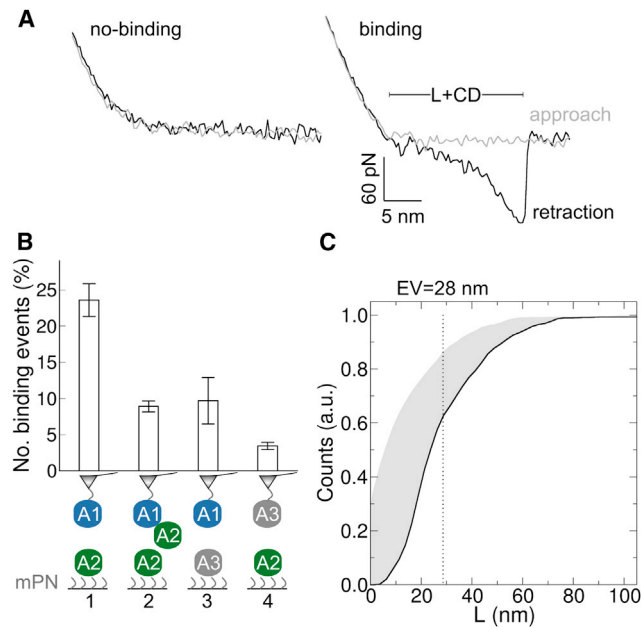 A
no-binding
binding
L+CD
approach
60 pN
5 nm
retraction
B
No. binding events (%)
25
20
15
10
5
0
A1 A1 A1 A3
A2
A2 A2 A3 A2
mPN
1 2 3 4
C
EV=28 nm
Counts (a.u.)
1.0
0.8
0.6
0.4
0.2
0.0
0 20 40 60 80 100
L (nm)